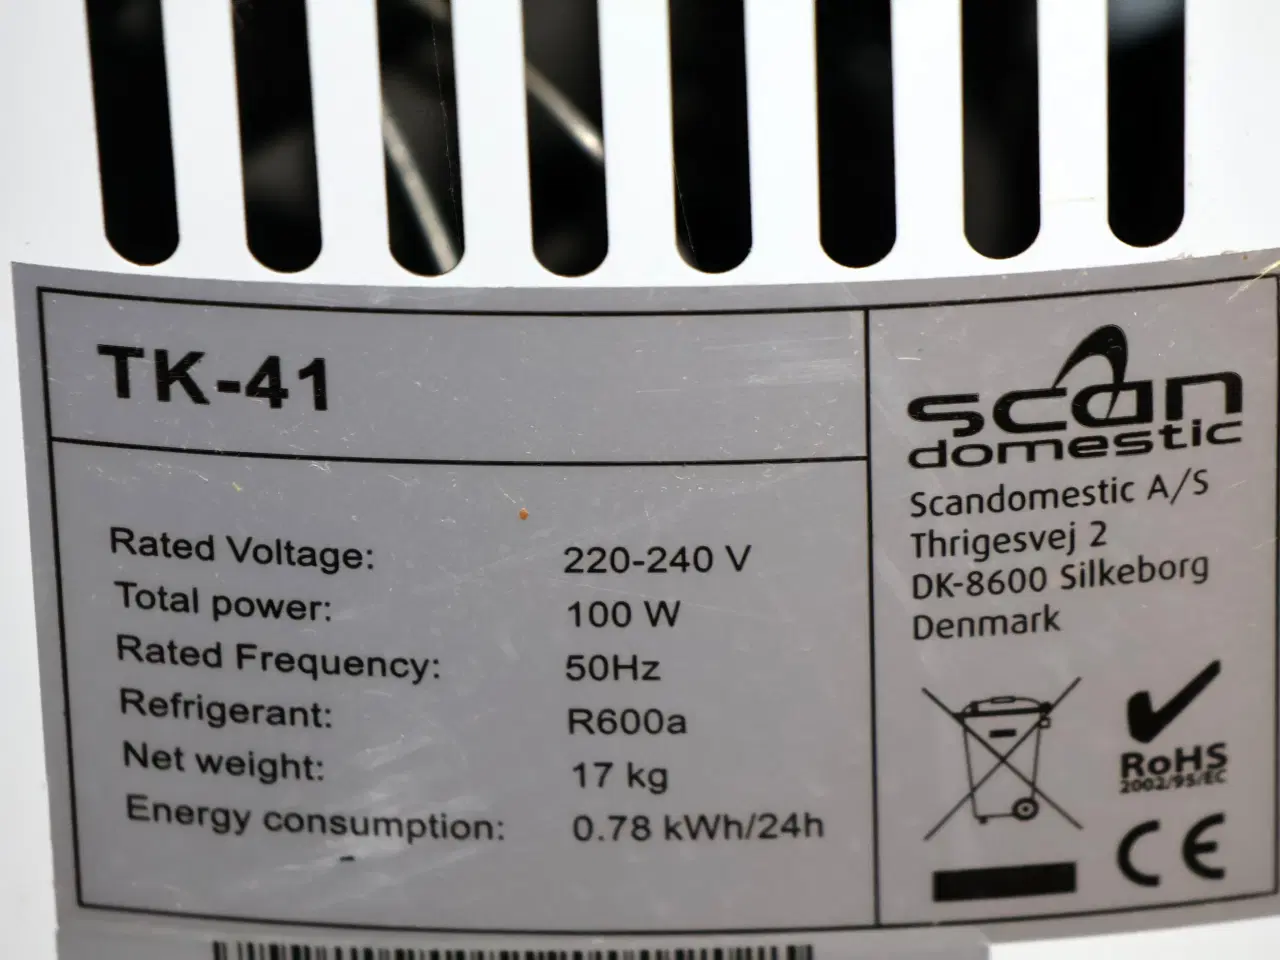 TK-41
Rated Voltage: 220-240 V
Total power: 100 W
Rated Frequency: 50Hz
Refrigerant: R600a
Net weight: 17 kg
Energy consumption: 0.78 kWh/24h
scan
domestic
Scandomestic A/S
Thrigesvej 2
DK-8600 Silkeborg
Denmark
RoHS
2002/95/EC
CE